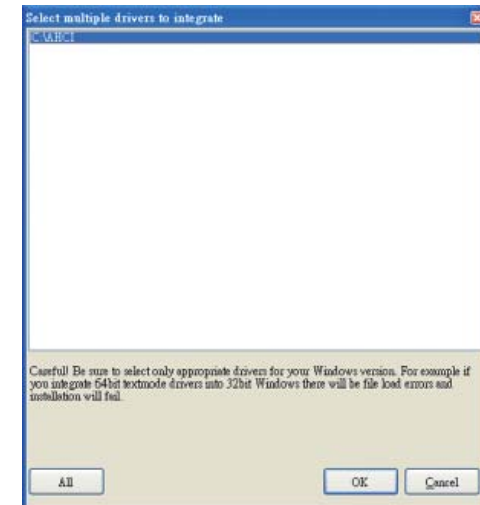 Select multiple drivers to integrate
C:\AHCI
Careful! Be sure to select only appropriate drivers for your Windows version. For example if
you integrate 64bit textmode drivers into 32bit Windows there will be file load errors and
installation will fail.
All
OK
Cancel